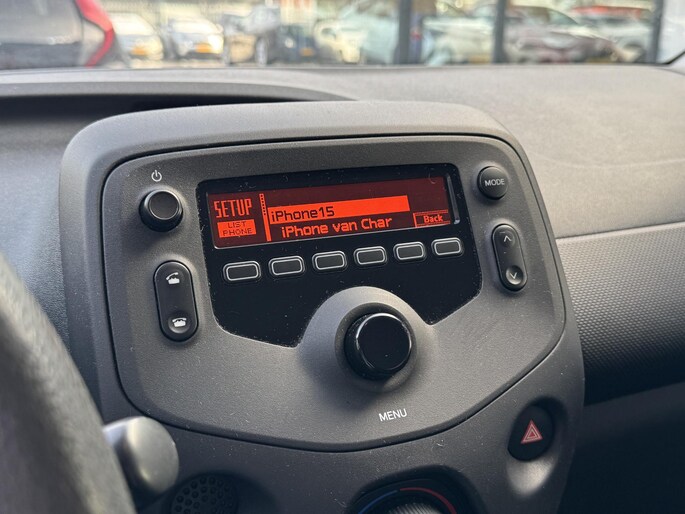 SETUP
LIST
PHONE
iPhone15
iPhone van Char
Back
MODE
MENU